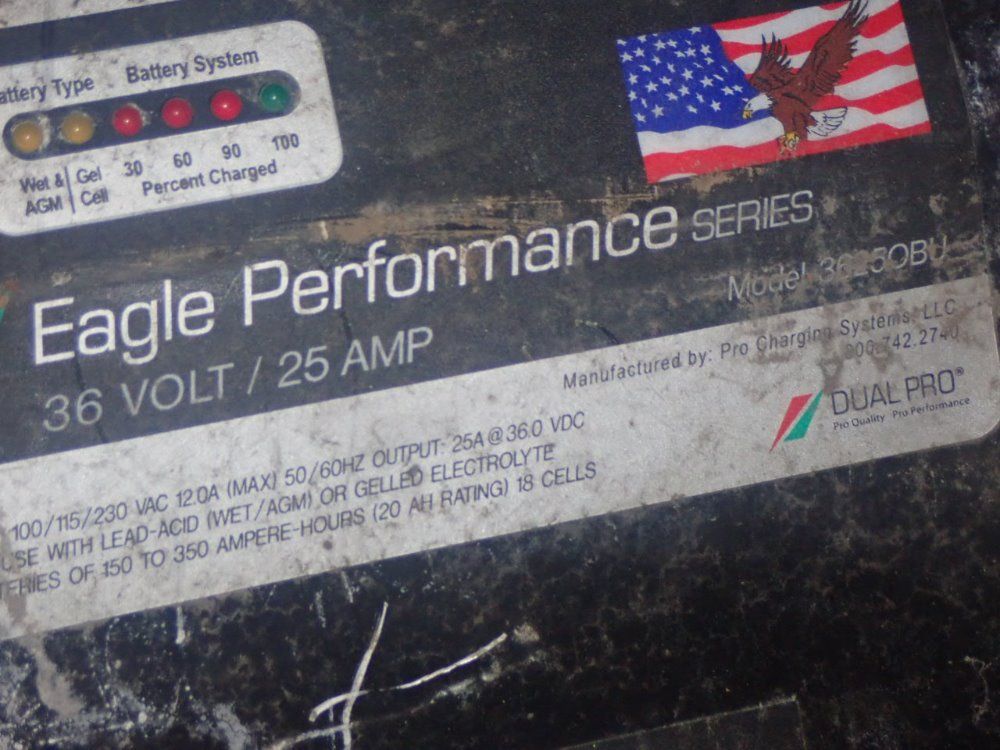 Battery Type Battery System
Wet & AGM Gel Cell 30 60 90 100
Percent Charged
Eagle Performance SERIES
Model
36 VOLT / 25 AMP
Manufactured by: Pro Charging Systems, LLC
742.2740
DUAL PRO®
Pro Quality Pro Performance
100/115/230 VAC 12.0A (MAX) 50/60HZ OUTPUT: 25A @ 36.0 VDC
USE WITH LEAD-ACID (WET/AGM) OR GELLED ELECTROLYTE
OF 150 TO 350 AMPERE-HOURS (20 AH RATING) 18 CELLS